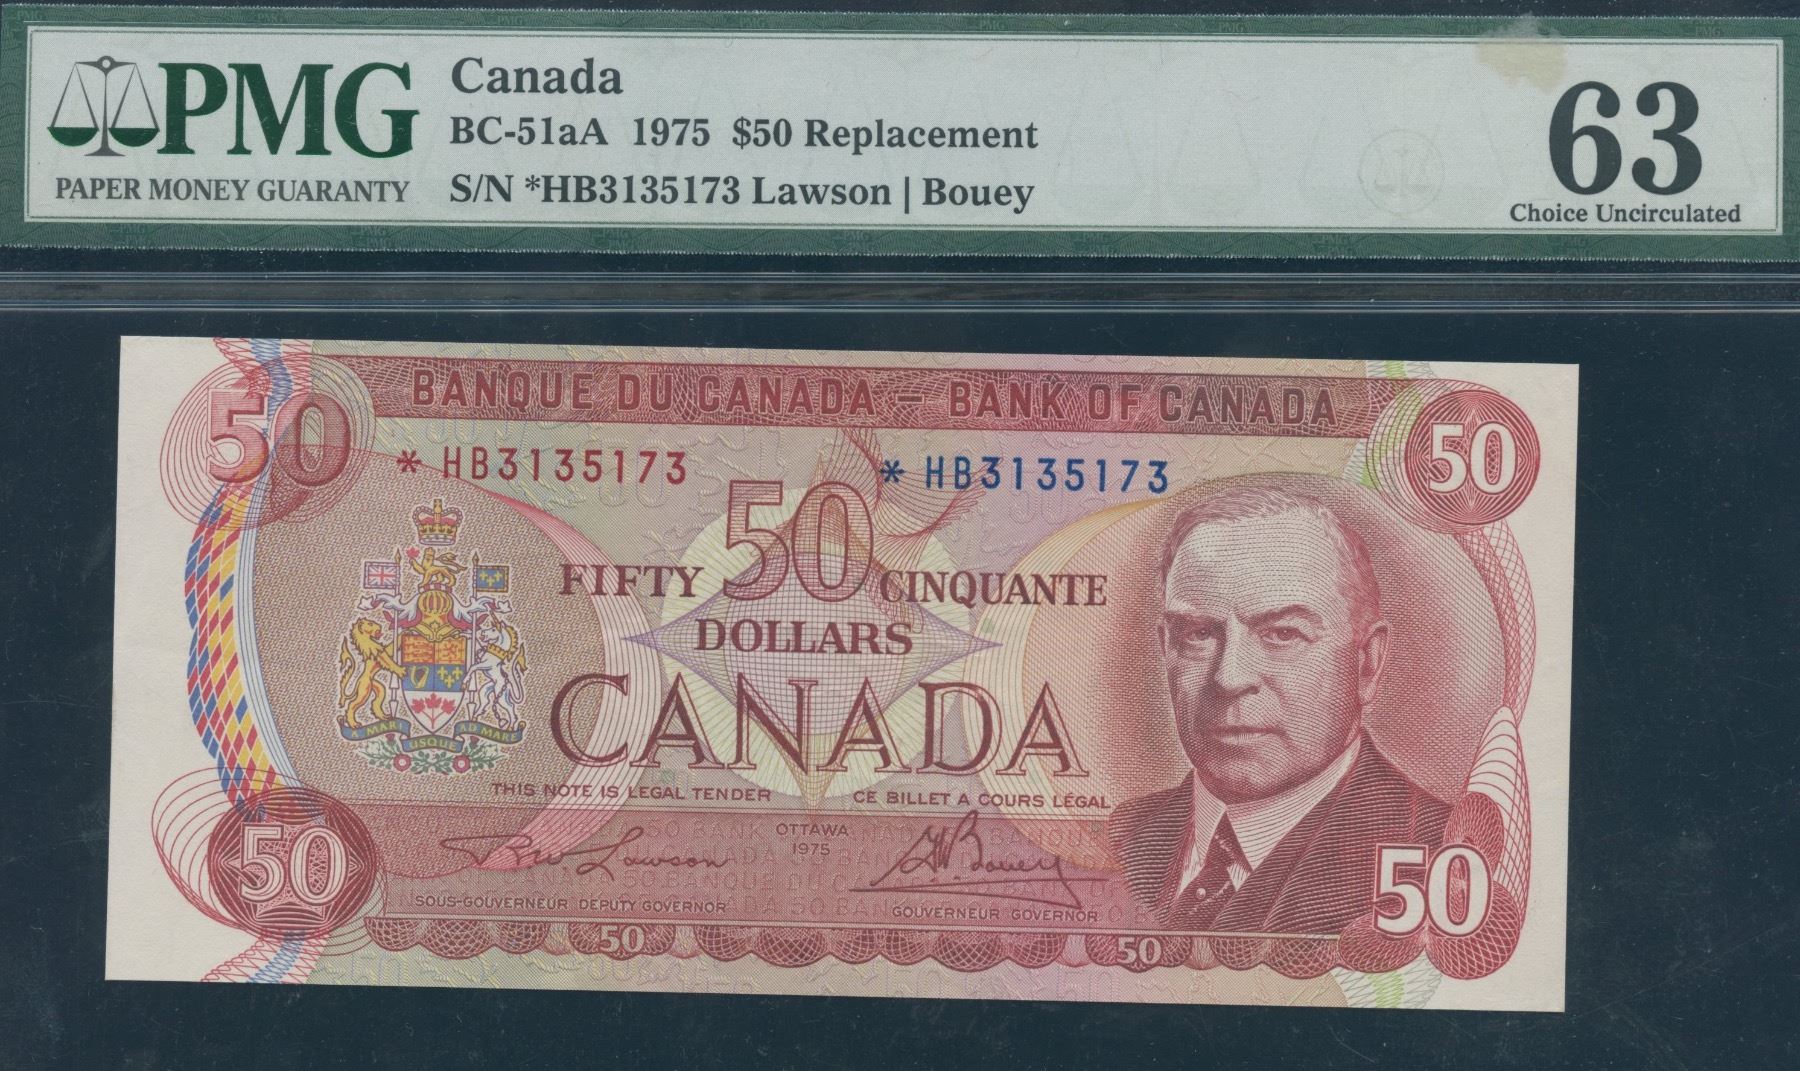 PMG
PAPER MONEY GUARANTY
Canada
BC-51aA 1975 $50 Replacement
S/N *HB3135173 Lawson | Bouey
63
Choice Uncirculated
BANQUE DU CANADA – BANK OF CANADA
50
50
* HB3135173
* HB3135173
50
FIFTY
CINQUANTE
DOLLARS
CANADA
A MARI USQUE AD MARE
THIS NOTE IS LEGAL TENDER
CE BILLET A COURS LÉGAL
OTTAWA
1975
Lawson
Bouey
SOUS-GOUVERNEUR DEPUTY GOVERNOR
GOUVERNEUR GOVERNOR
50
50
50
50